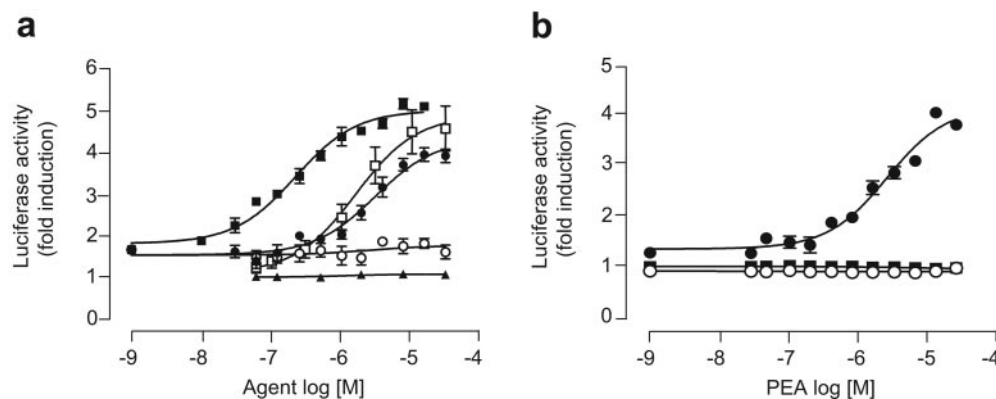 a
Luciferase activity
(fold induction)
6
5
4
3
2
1
0
-9 -8 -7 -6 -5 -4
Agent log [M]
b
Luciferase activity
(fold induction)
5
4
3
2
1
0
-9 -8 -7 -6 -5 -4
PEA log [M]